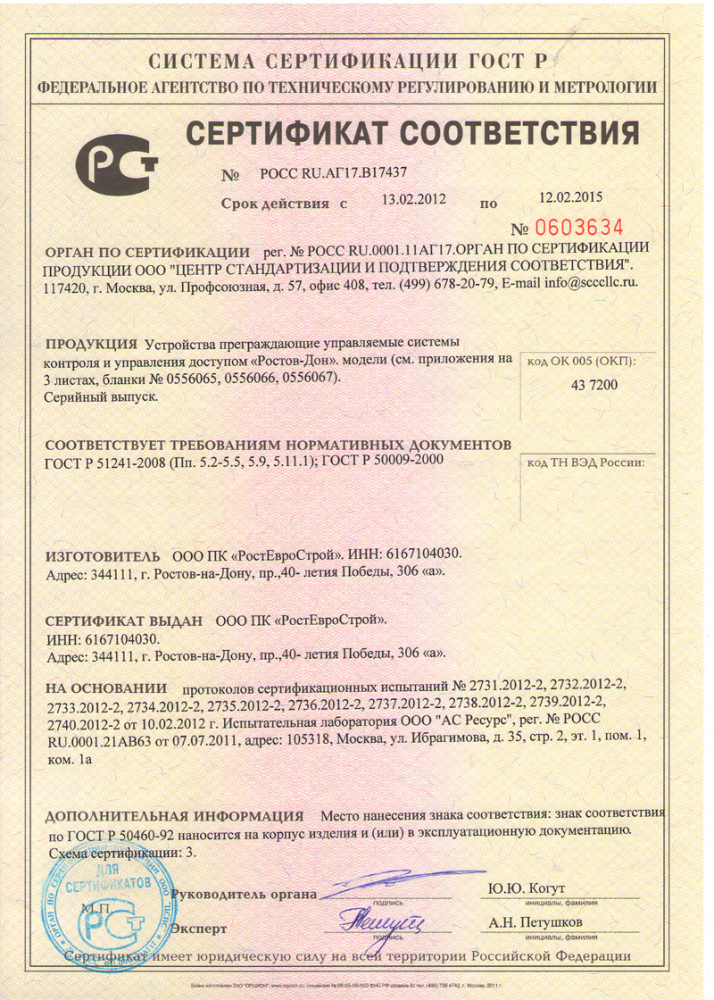 СИСТЕМА СЕРТИФИКАЦИИ ГОСТ Р
ФЕДЕРАЛЬНОЕ АГЕНТСТВО ПО ТЕХНИЧЕСКОМУ РЕГУЛИРОВАНИЮ И МЕТРОЛОГИИ
СЕРТИФИКАТ СООТВЕТСТВИЯ
№ РОСС RU.АГ17.В17437
Срок действия с 13.02.2012 по 12.02.2015
№ 0603634
ОРГАН ПО СЕРТИФИКАЦИИ рег. № РОСС RU.0001.11АГ17.ОРГАН ПО СЕРТИФИКАЦИИ
ПРОДУКЦИИ ООО "ЦЕНТР СТАНДАРТИЗАЦИИ И ПОДТВЕРЖДЕНИЯ СООТВЕТСТВИЯ".
117420, г. Москва, ул. Профсоюзная, д. 57, офис 408, тел. (499) 678-20-79, E-mail info@scccllc.ru.
ПРОДУКЦИЯ Устройства преграждающие управляемые системы
контроля и управления доступом «Ростов-Дон». модели (см. приложения на
3 листах, бланки № 0556065, 0556066, 0556067).
Серийный выпуск.
код ОК 005 (ОКП):
43 7200
СООТВЕТСТВУЕТ ТРЕБОВАНИЯМ НОРМАТИВНЫХ ДОКУМЕНТОВ
ГОСТ Р 51241-2008 (Пп. 5.2-5.5, 5.9, 5.11.1); ГОСТ Р 50009-2000
код ТН ВЭД России:
ИЗГОТОВИТЕЛЬ ООО ПК «РостЕвроСтрой». ИНН: 6167104030.
Адрес: 344111, г. Ростов-на-Дону, пр.,40- летия Победы, 306 «а».
СЕРТИФИКАТ ВЫДАН ООО ПК «РостЕвроСтрой».
ИНН: 6167104030.
Адрес: 344111, г. Ростов-на-Дону, пр.,40- летия Победы, 306 «а».
НА ОСНОВАНИИ протоколов сертификационных испытаний № 2731.2012-2, 2732.2012-2,
2733.2012-2, 2734.2012-2, 2735.2012-2, 2736.2012-2, 2737.2012-2, 2738.2012-2, 2739.2012-2,
2740.2012-2 от 10.02.2012 г. Испытательная лаборатория ООО "АС Ресурс", рег. № РОСС
RU.0001.21АВ63 от 07.07.2011, адрес: 105318, Москва, ул. Ибрагимова, д. 35, стр. 2, эт. 1, пом. 1,
ком. 1а
ДОПОЛНИТЕЛЬНАЯ ИНФОРМАЦИЯ Место нанесения знака соответствия: знак соответствия
по ГОСТ Р 50460-92 наносится на корпус изделия и (или) в эксплуатационную документацию.
Схема сертификации: 3.
ДЛЯ
СЕРТИФИКАТОВ
М.П.
Руководитель органа
подпись
Ю.Ю. Когут
инициалы, фамилия
Эксперт
подпись
А.Н. Петушков
инициалы, фамилия
Сертификат имеет юридическую силу на всей территории Российской Федерации